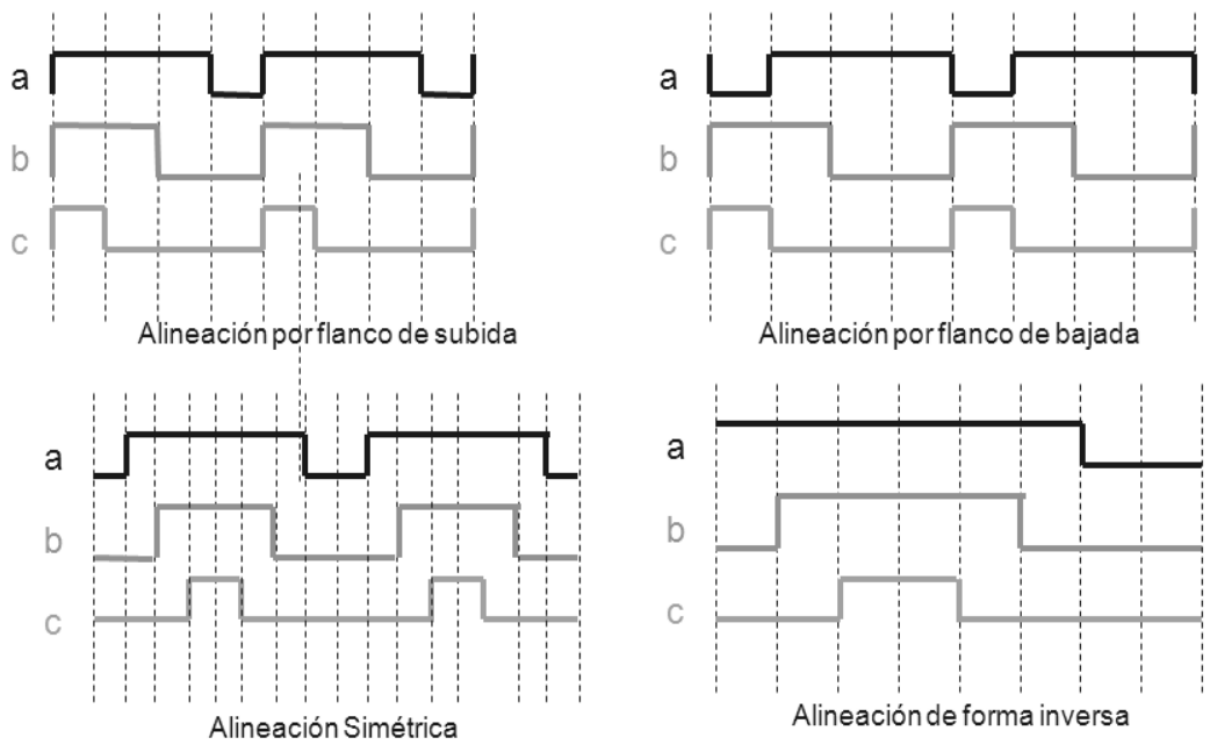 a
b
c
Alineación por flanco de subida
a
b
c
Alineación por flanco de bajada
a
b
c
Alineación Simétrica
a
b
c
Alineación de forma inversa